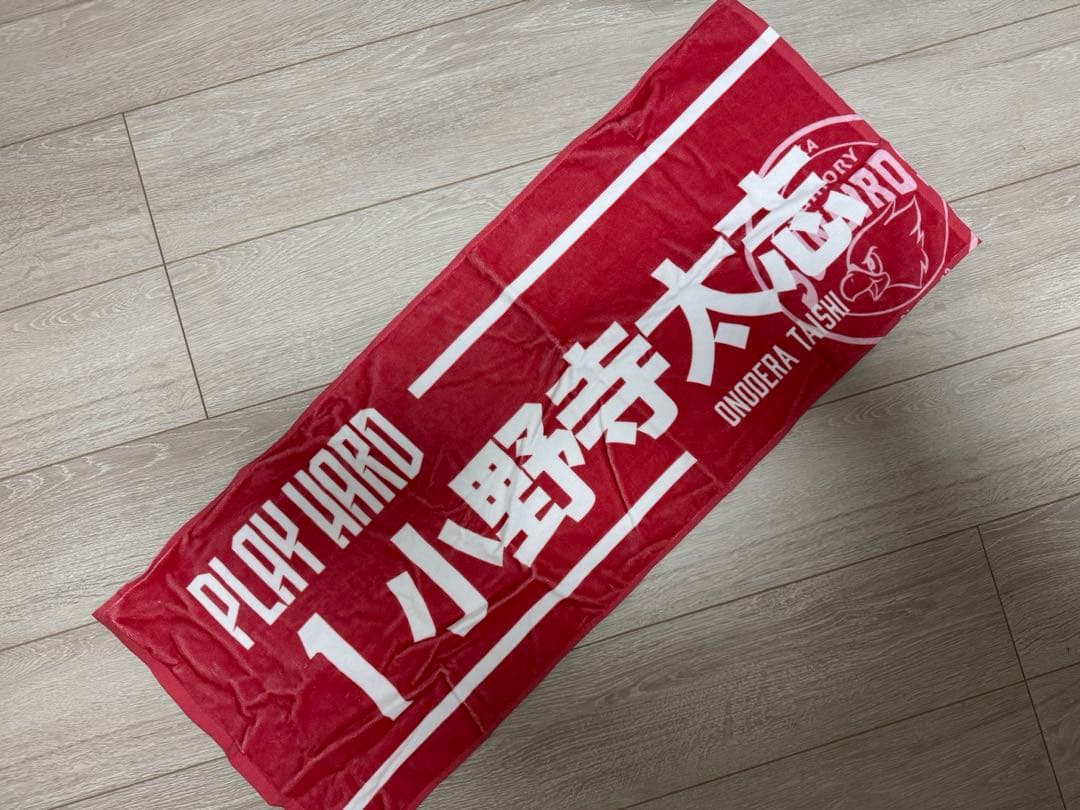 PLAY HARD
1 小野寺太志
ONODERA TAISHI